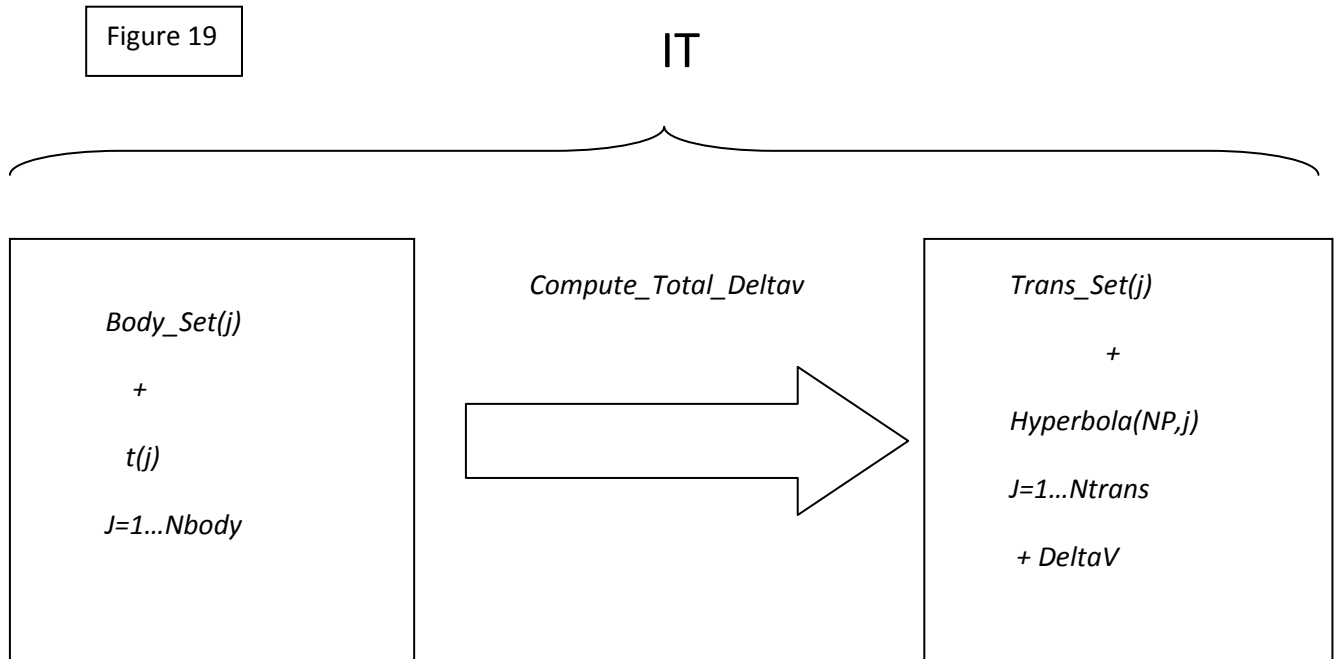 Figure 19
IT
Body_Set(j)
+
t(j)
J=1…Nbody
Compute_Total_Deltav
Trans_Set(j)
+
Hyperbola(NP,j)
J=1…Ntrans
+ DeltaV